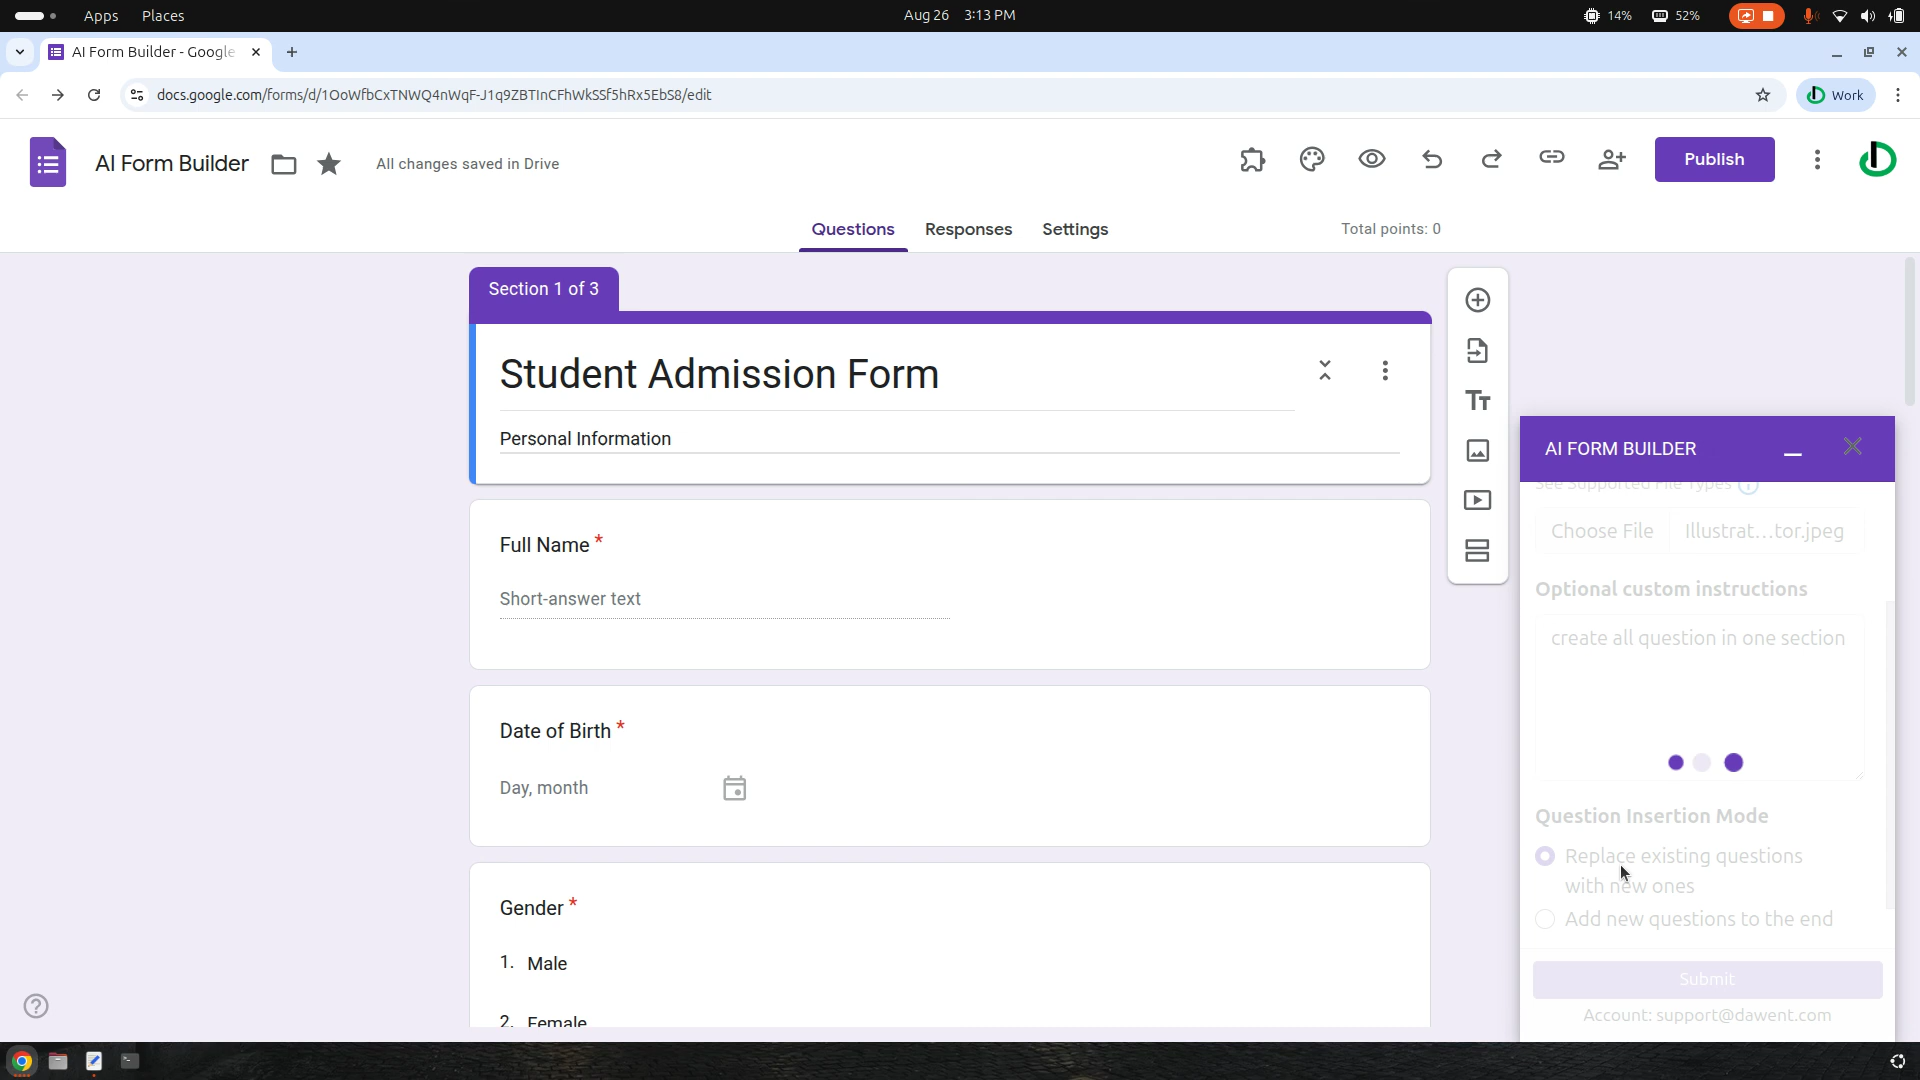 Apps Places Aug 26 3:13 PM 14% 52%
AI Form Builder - Google
docs.google.com/forms/d/1OoWfbCxTNWQ4nWqF-J1q9ZBTInCFhWkSSf5hRx5EbS8/edit Work
AI Form Builder All changes saved in Drive Publish
Questions Responses Settings Total points: 0
Section 1 of 3
Student Admission Form
Personal Information
Full Name *
Short-answer text
Date of Birth *
Day, month
Gender *
1. Male
2. Female
AI FORM BUILDER
See Supported File Types
Choose File Illustrat...tor.jpeg
Optional custom instructions
create all question in one section
Question Insertion Mode
Replace existing questions
with new ones
Add new questions to the end
Submit
Account: support@dawent.com